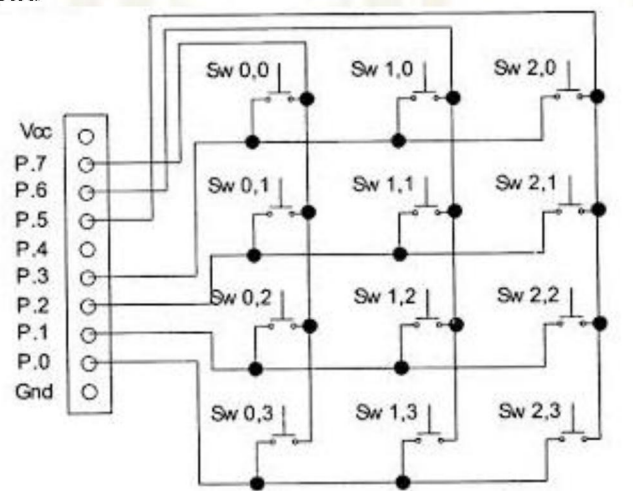 Sw 0,0 Sw 1,0 Sw 2,0
Vcc
P.7
P.6 Sw 0,1 Sw 1,1 Sw 2,1
P.5
P.4
P.3
P.2 Sw 0,2 Sw 1,2 Sw 2,2
P.1
P.0
Gnd Sw 0,3 Sw 1,3 Sw 2,3